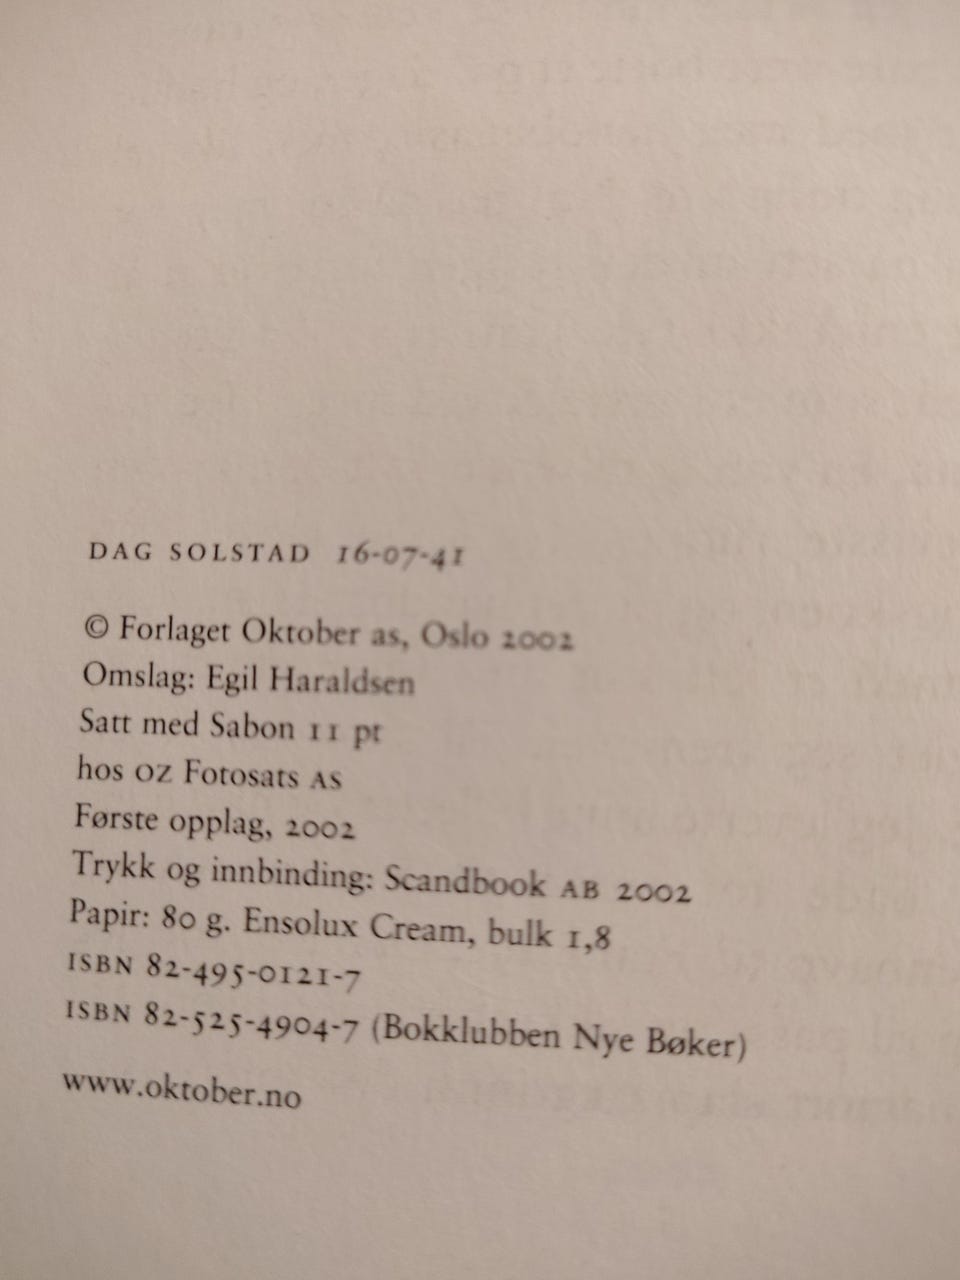 DAG SOLSTAD 16-07-41
© Forlaget Oktober as, Oslo 2002
Omslag: Egil Haraldsen
Satt med Sabon 11 pt
hos OZ Fotosats AS
Første opplag, 2002
Trykk og innbinding: Scandbook AB 2002
Papir: 80 g. Ensolux Cream, bulk 1,8
ISBN 82-495-0121-7
ISBN 82-525-4904-7 (Bokklubben Nye Bøker)
www.oktober.no